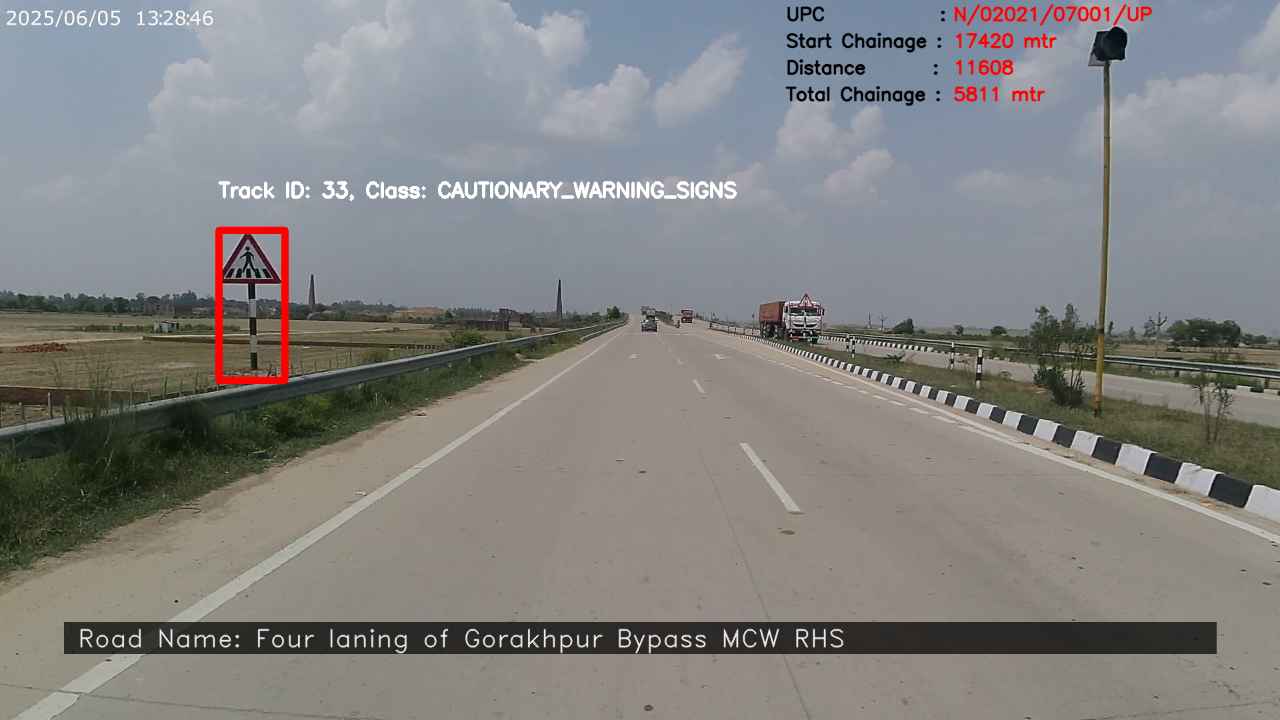 2025/06/05 13:28:46
UPC : N/02021/07001/UP
Start Chainage : 17420 mtr
Distance : 11608
Total Chainage : 5811 mtr
Track ID: 33, Class: CAUTIONARY_WARNING_SIGNS
Road Name: Four laning of Gorakhpur Bypass MCW RHS